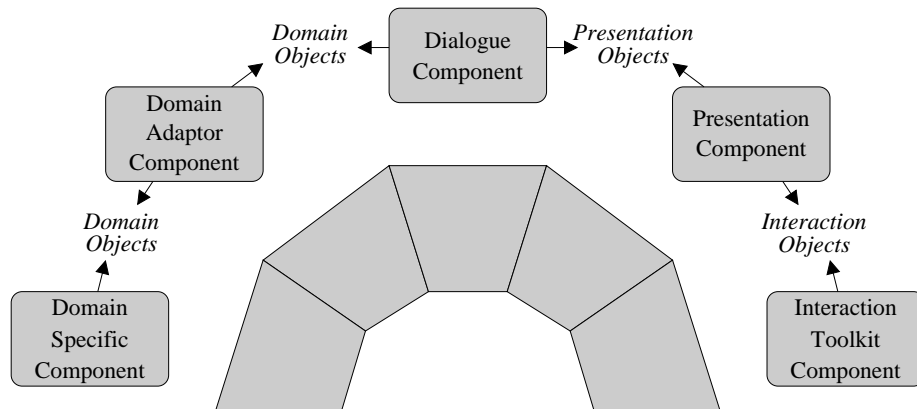 Domain
Objects
Dialogue
Component
Presentation
Objects
Domain
Adaptor
Component
Presentation
Component
Domain
Objects
Interaction
Objects
Domain
Specific
Component
Interaction
Toolkit
Component